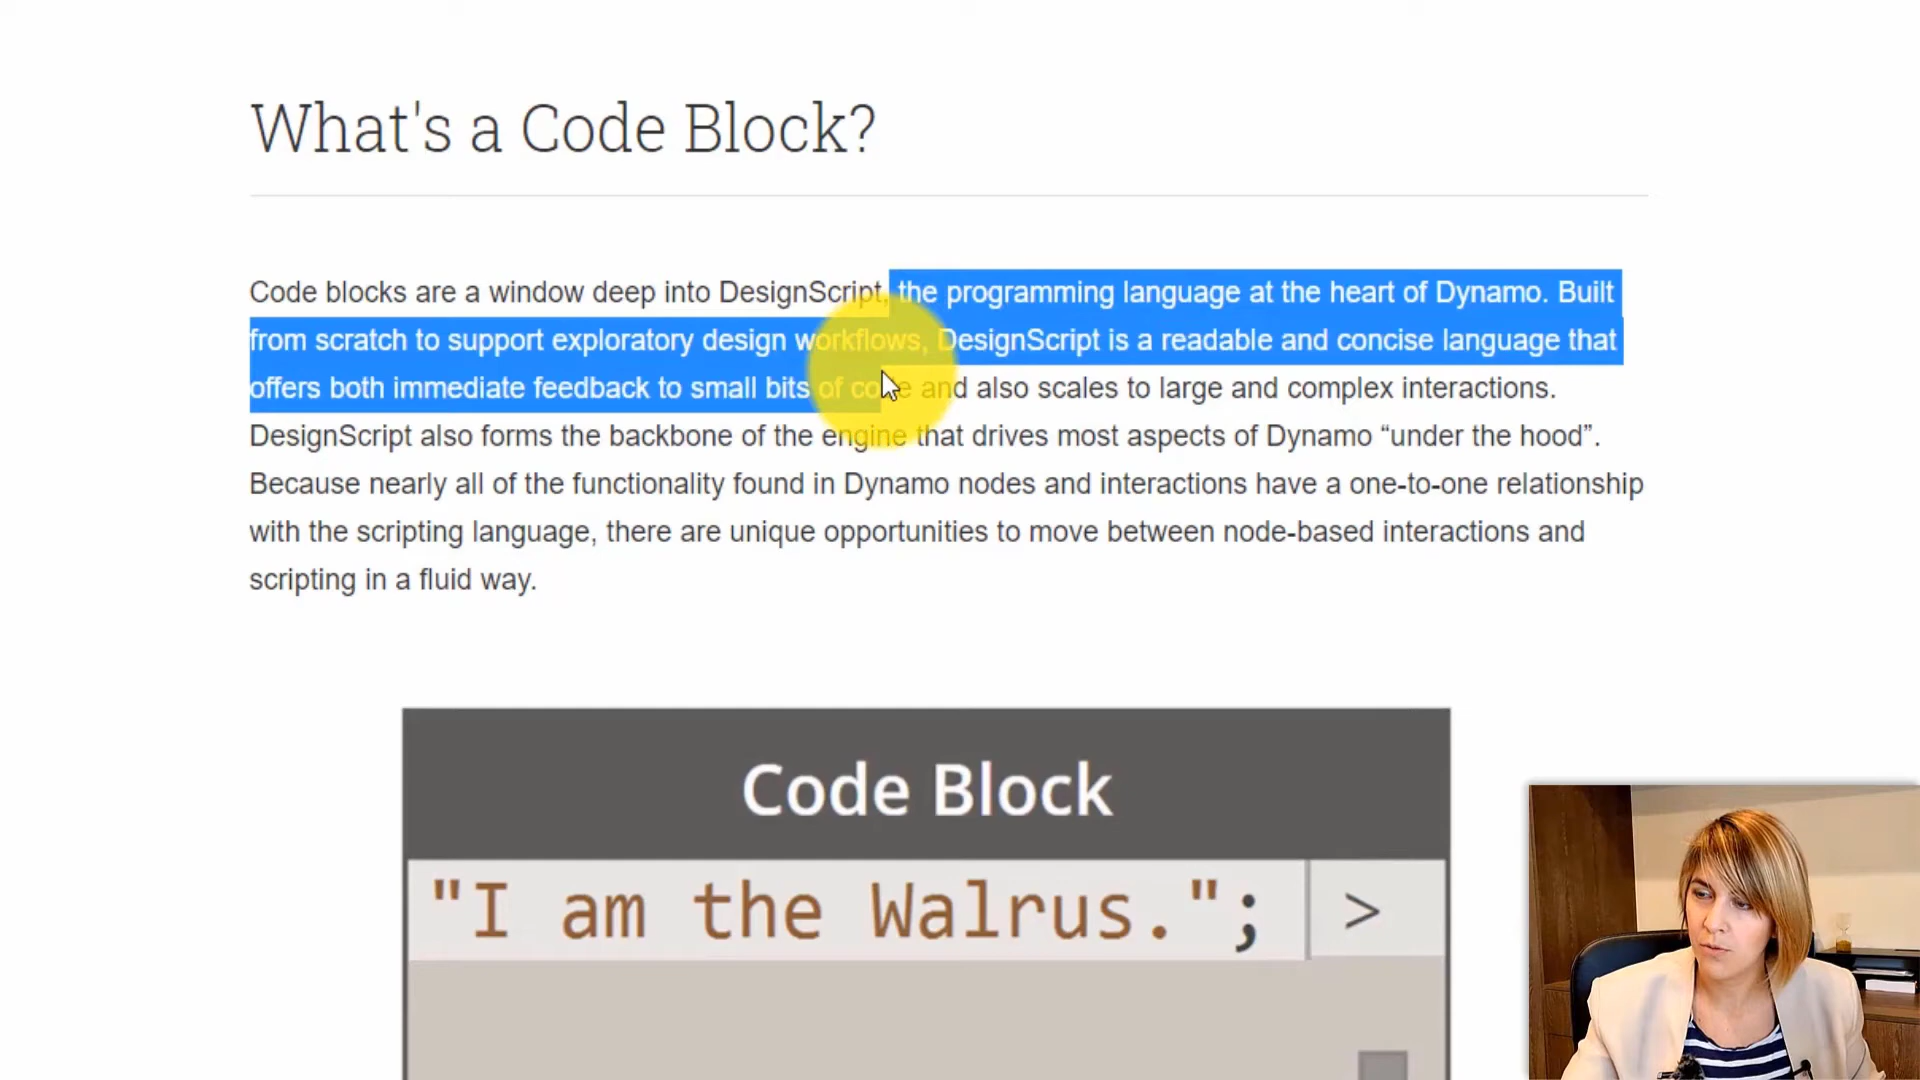 What's a Code Block?
Code blocks are a window deep into DesignScript, the programming language at the heart of Dynamo. Built
from scratch to support exploratory design workflows, DesignScript is a readable and concise language that
offers both immediate feedback to small bits of code and also scales to large and complex interactions.
DesignScript also forms the backbone of the engine that drives most aspects of Dynamo “under the hood”.
Because nearly all of the functionality found in Dynamo nodes and interactions have a one-to-one relationship
with the scripting language, there are unique opportunities to move between node-based interactions and
scripting in a fluid way.
Code Block
"I am the Walrus."; >